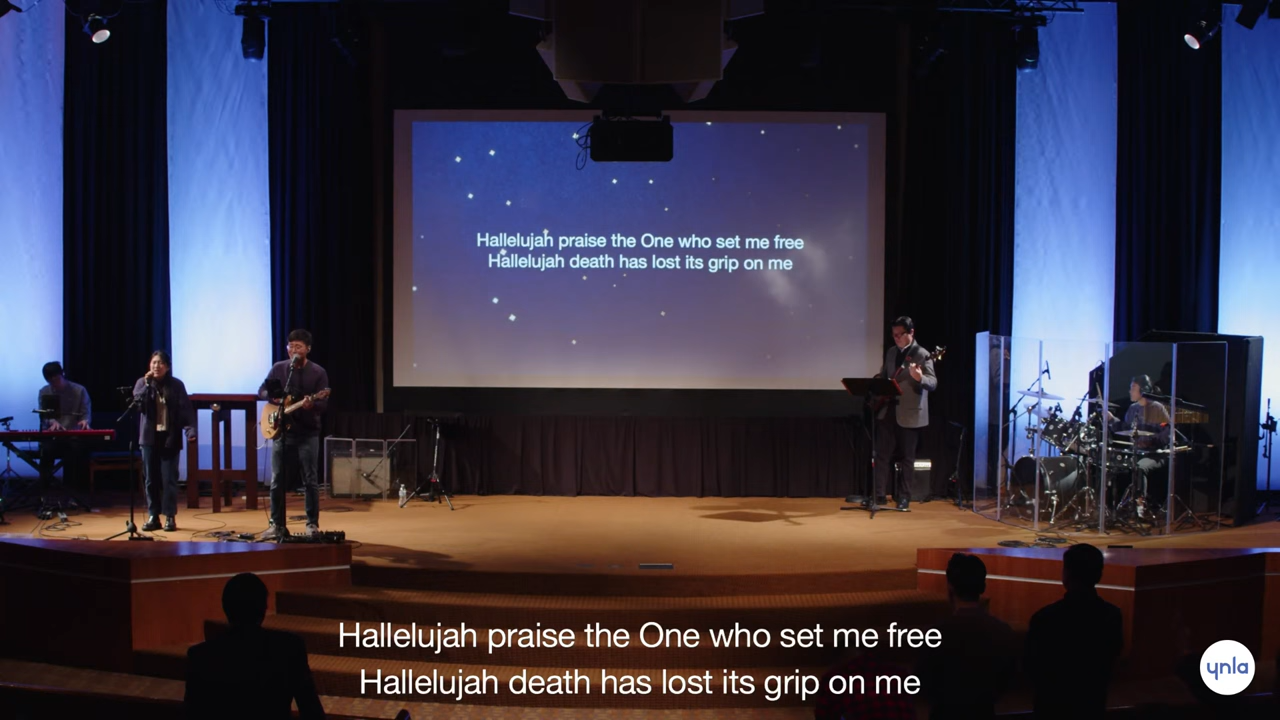 Hallelujah praise the One who set me free
Hallelujah death has lost its grip on me
Hallelujah praise the One who set me free
Hallelujah death has lost its grip on me
ynla